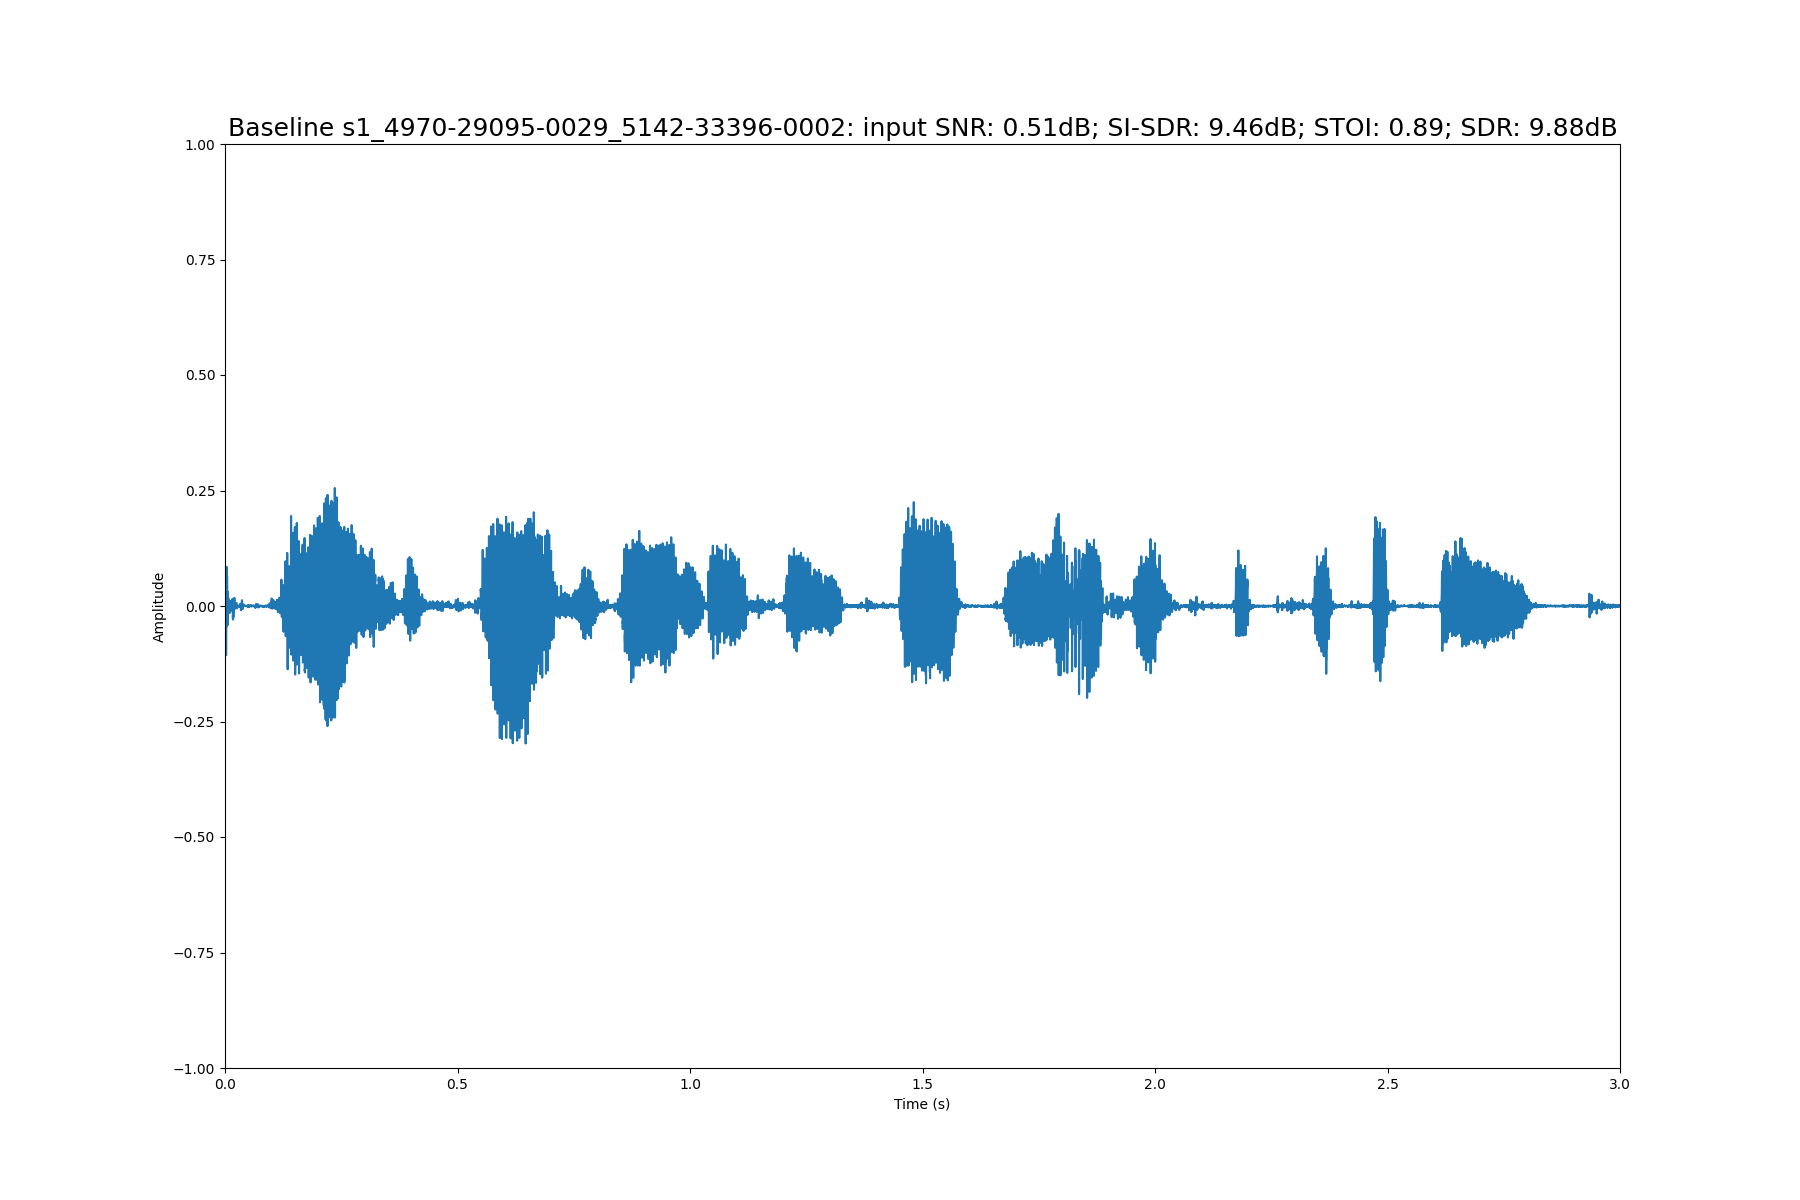 Baseline s1_4970-29095-0029_5142-33396-0002: input SNR: 0.51dB; SI-SDR: 9.46dB; STOI: 0.89; SDR: 9.88dB
1.00
0.75
0.50
0.25
0.00
−0.25
−0.50
−0.75
−1.00
Amplitude
0.0 0.5 1.0 1.5 2.0 2.5 3.0
Time (s)